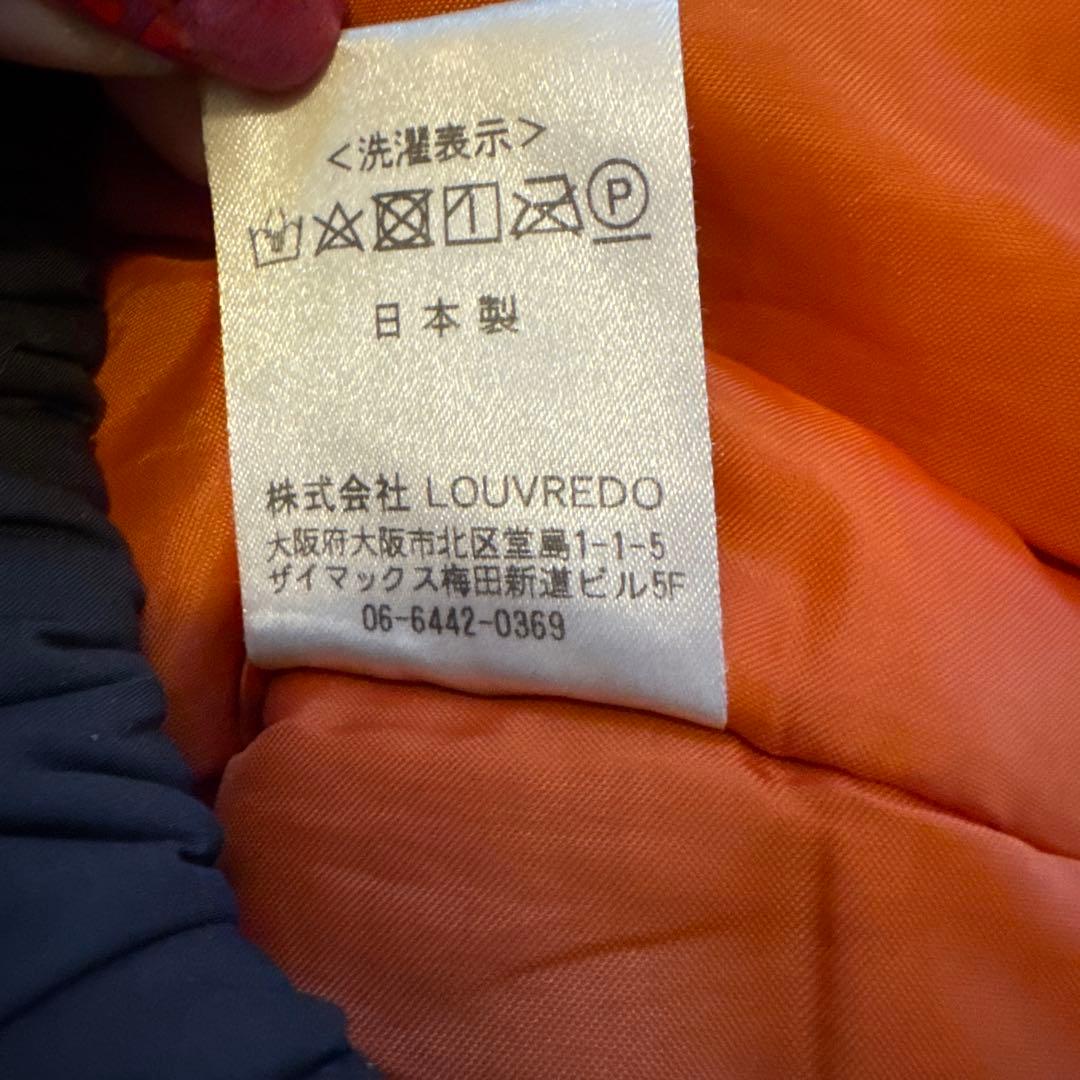 <洗濯表示>
P
日本製
株式会社 LOUVREDO
大阪府大阪市北区堂島1-1-5
ザイマックス梅田新道ビル5F
06-6442-0369